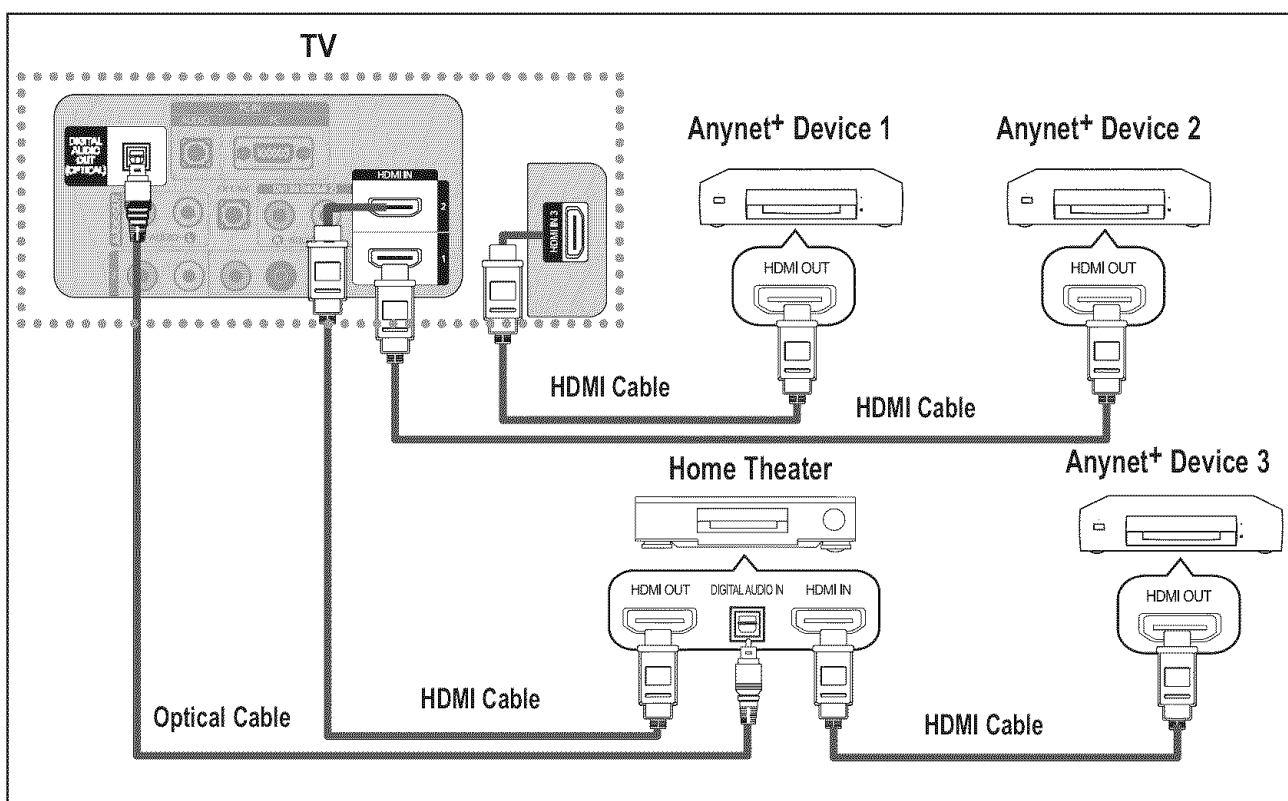 TV
DIGITAL
AUDIO
OUT
(OPTICAL)
HDMI IN
2
1
HDMI IN 3
Anynet+ Device 1
Anynet+ Device 2
HDMI OUT
HDMI OUT
HDMI Cable
HDMI Cable
Home Theater
Anynet+ Device 3
HDMI OUT
DIGITAL AUDIO IN
HDMI IN
HDMI OUT
Optical Cable
HDMI Cable
HDMI Cable